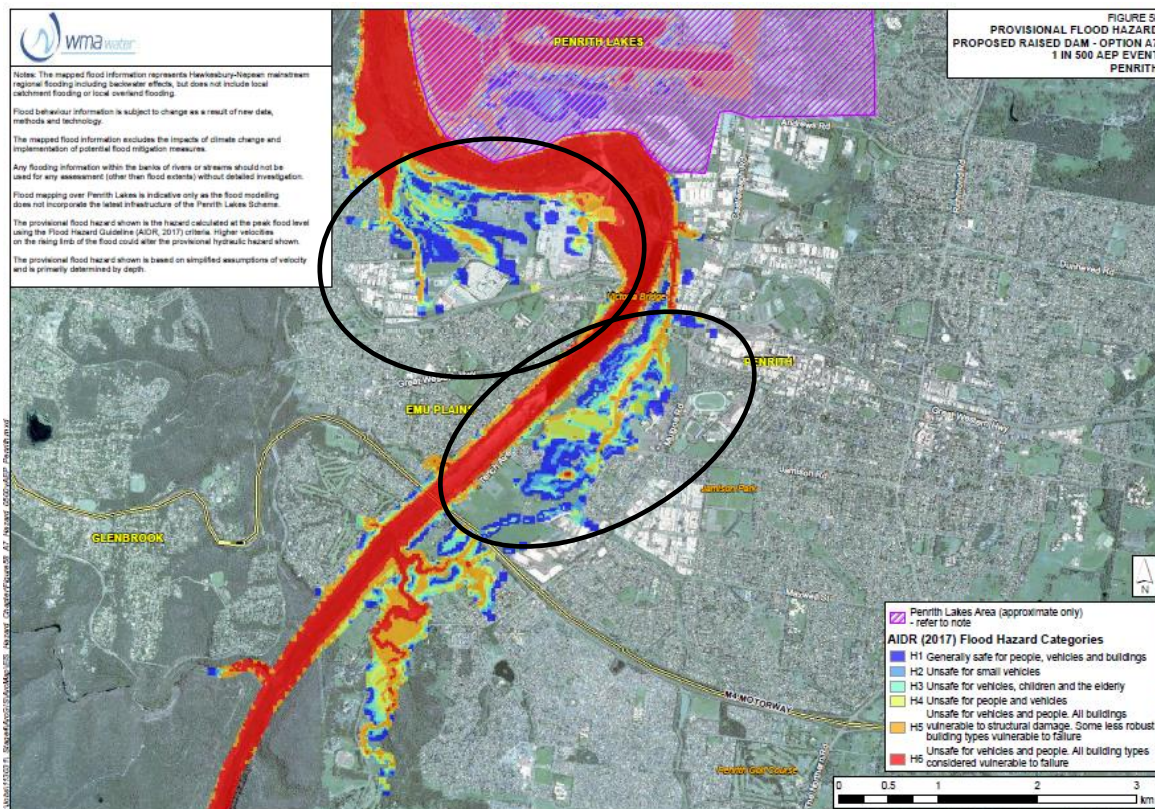 wmawater
Notes: The mapped flood information represents Hawkesbury-Nepean mainstream
regional flooding including backwater effects, but does not include local
catchment flooding or local overland flooding.
Flood behaviour information is subject to change as a result of new data,
methods and technology.
The mapped flood information excludes the impacts of climate change and
implementation of potential flood mitigation measures.
Any flooding information within the banks of rivers or streams should not be
used for any assessment (other than flood extents) without detailed investigation.
Flood mapping over Penrith Lakes is indicative only as the flood modelling
does not incorporate the latest infrastructure of the Penrith Lakes Scheme.
The provisional flood hazard shown is the hazard calculated at the peak flood level
using the Flood Hazard Guideline (AIDR, 2017) criteria. Higher velocities
on the rising limb of the flood could alter the provisional hydraulic hazard shown.
The provisional flood hazard shown is based on simplified assumptions of velocity
and is primarily determined by depth.
FIGURE 5
PROVISIONAL FLOOD HAZARD
PROPOSED RAISED DAM - OPTION A7
1 IN 500 AEP EVENT
PENRITH
PENRITH LAKES
Andrews Rd
Dunheved Rd
Victoria Bridge
PENRITH
Great Western Hwy
EMU PLAINS
Mulgoa Rd
Great Western Hwy
Jamison Rd
Jamison Park
GLENBROOK
Maxwell St
M4 MOTORWAY
Penrith Golf Course
The Northern Rd
N
Penrith Lakes Area (approximate only)
- refer to note
AIDR (2017) Flood Hazard Categories
H1 Generally safe for people, vehicles and buildings
H2 Unsafe for small vehicles
H3 Unsafe for vehicles, children and the elderly
H4 Unsafe for people and vehicles
Unsafe for vehicles and people. All buildings
H5 vulnerable to structural damage. Some less robust
building types vulnerable to failure
H6 Unsafe for vehicles and people. All building types
considered vulnerable to failure
0 0.5 1 2 3
km